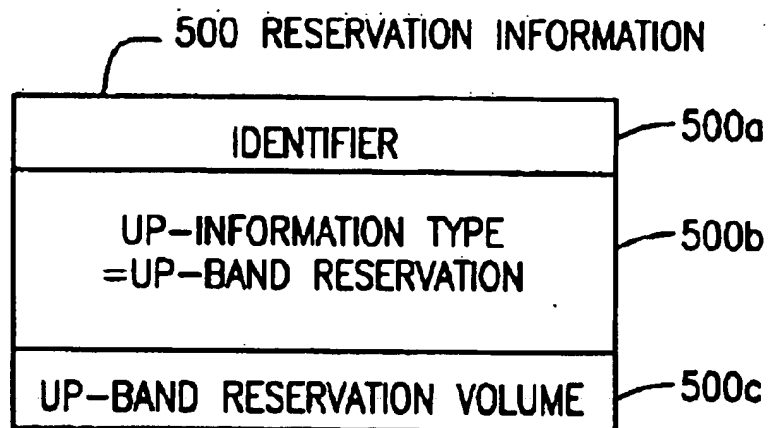 500 RESERVATION INFORMATION
IDENTIFIER
500a
UP-INFORMATION TYPE
=UP-BAND RESERVATION
500b
UP-BAND RESERVATION VOLUME
500c